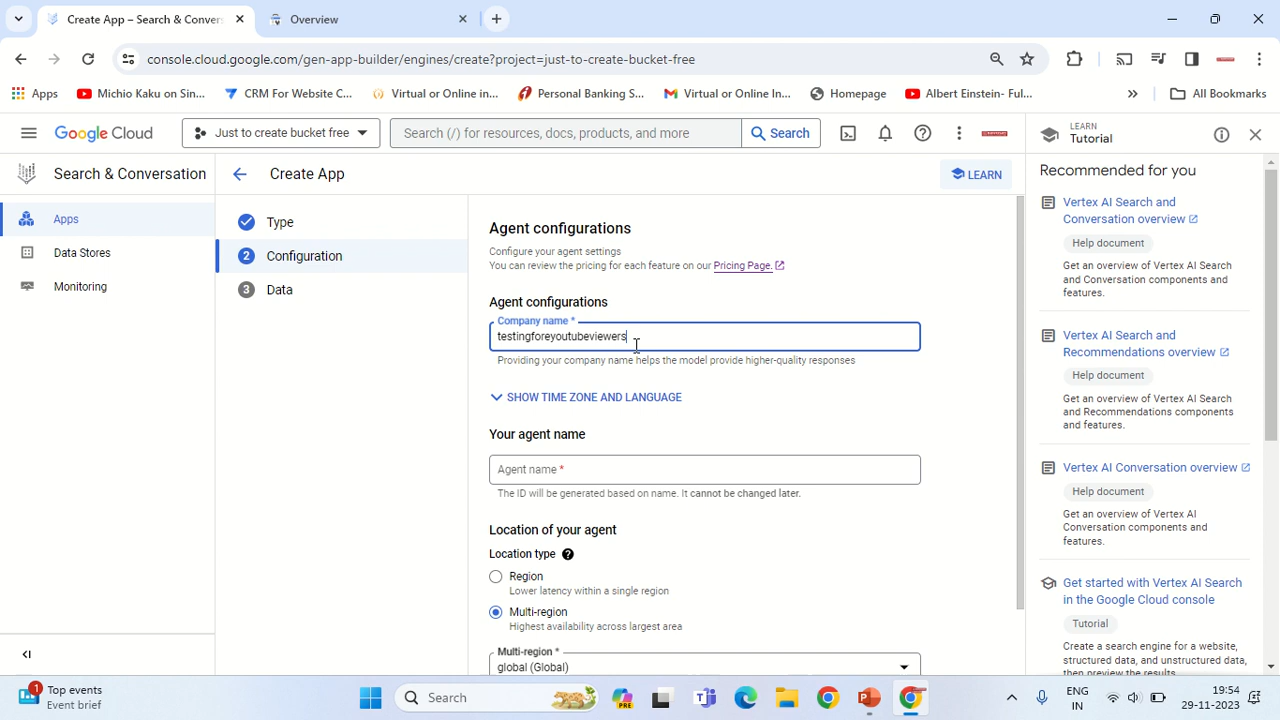 Create App – Search & Convers
Overview
console.cloud.google.com/gen-app-builder/engines/create?project=just-to-create-bucket-free
Apps
Michio Kaku on Sin...
CRM For Website C...
Virtual or Online in...
Personal Banking S...
Virtual or Online In...
Homepage
Albert Einstein- Ful...
All Bookmarks
Google Cloud
Just to create bucket free
Search (/) for resources, docs, products, and more
Search
LEARN
Tutorial
Search & Conversation
Create App
LEARN
Recommended for you
Apps
Data Stores
Monitoring
Type
2 Configuration
3 Data
Agent configurations
Configure your agent settings
You can review the pricing for each feature on our Pricing Page.
Agent configurations
Company name *
testingforeyoutubeviewers
Providing your company name helps the model provide higher-quality responses
SHOW TIME ZONE AND LANGUAGE
Your agent name
Agent name *
The ID will be generated based on name. It cannot be changed later.
Location of your agent
Location type
Region
Lower latency within a single region
Multi-region
Highest availability across largest area
Multi-region *
global (Global)
Vertex AI Search and
Conversation overview
Help document
Get an overview of Vertex AI Search
and Conversation components and
features.
Vertex AI Search and
Recommendations overview
Help document
Get an overview of Vertex AI Search
and Recommendations components
and features.
Vertex AI Conversation overview
Help document
Get an overview of Vertex AI
Conversation components and
features.
Get started with Vertex AI Search
in the Google Cloud console
Tutorial
Create a search engine for a website,
structured data, and unstructured data,
then preview the results.
1
Top events
Event brief
Search
PRE
ENG
IN
19:54
29-11-2023